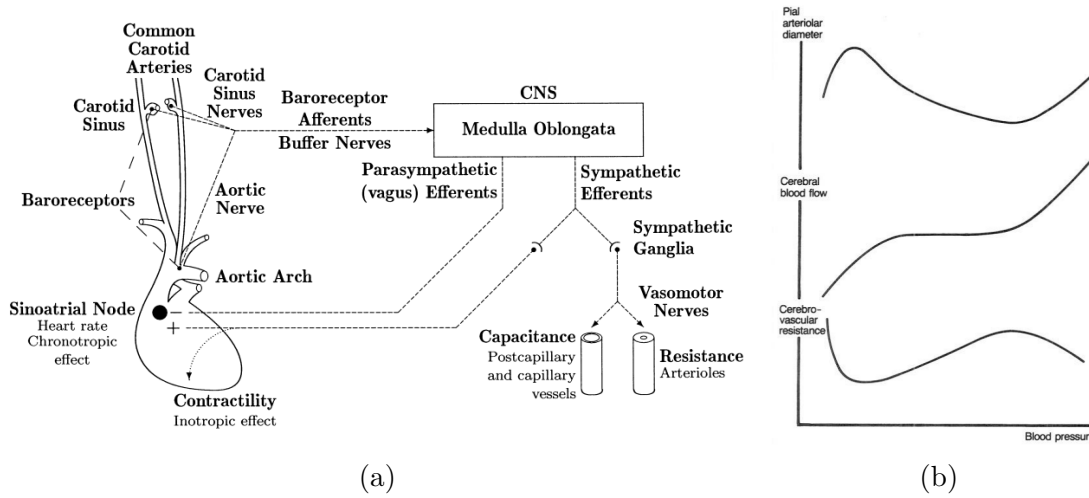 Common
Carotid
Arteries
Carotid
Sinus
Nerves
Carotid
Sinus
Baroreceptor
Afferents
Buffer Nerves
CNS
Medulla Oblongata
Parasympathetic
(vagus) Efferents
Sympathetic
Efferents
Baroreceptors
Aortic
Nerve
Sympathetic
Ganglia
Aortic Arch
Sinoatrial Node
Heart rate
Chronotropic
effect
−
+
Vasomotor
Nerves
Capacitance
Postcapillary
and capillary
vessels
Resistance
Arterioles
Contractility
Inotropic effect
(a)
Pial
arteriolar
diameter
Cerebral
blood flow
Cerebro-
vascular
resistance
Blood pressur
(b)